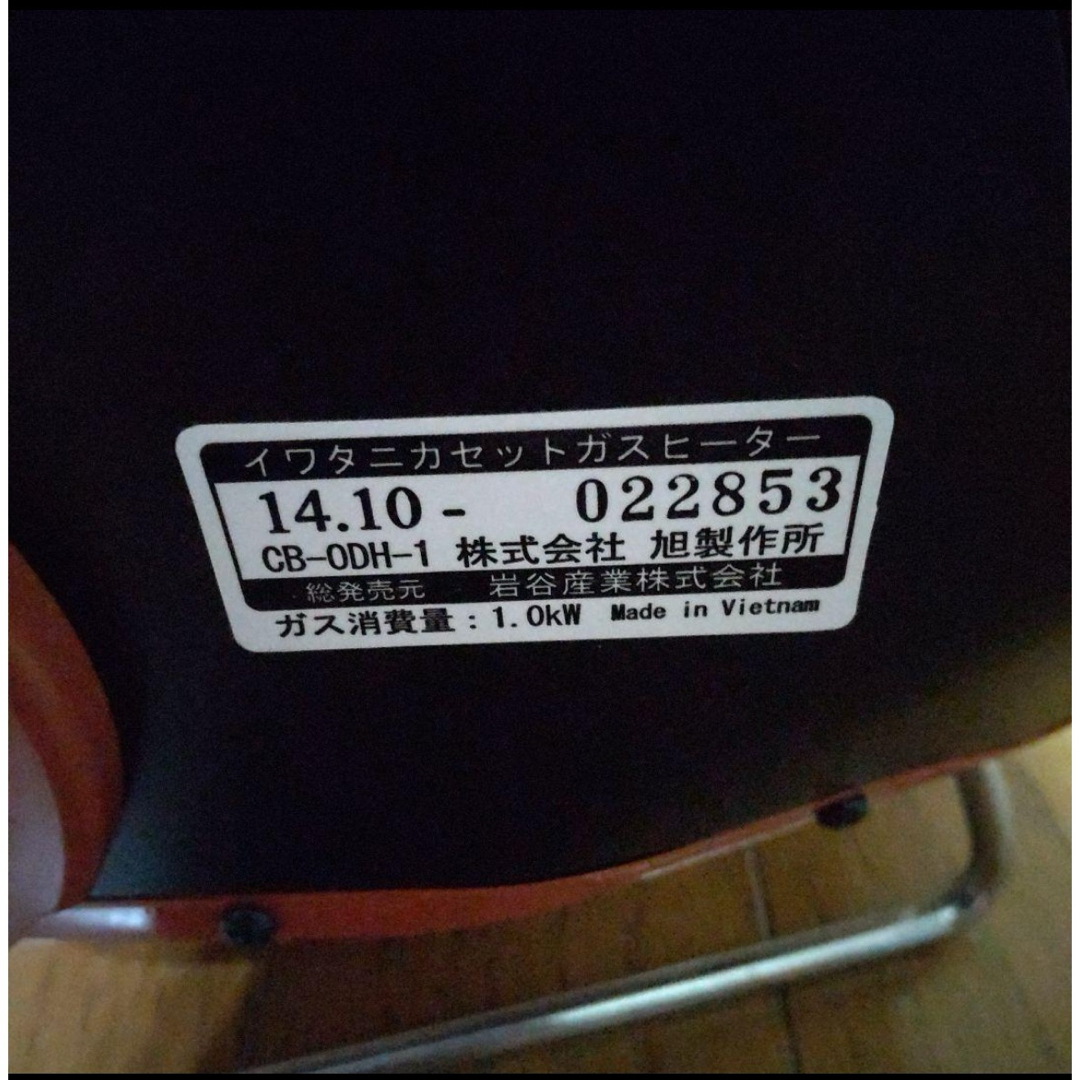 イワタニカセットガスヒーター
14.10 - 022853
CB-ODH-1 株式会社 旭製作所
総発売元 岩谷産業株式会社
ガス消費量：1.0kW Made in Vietnam